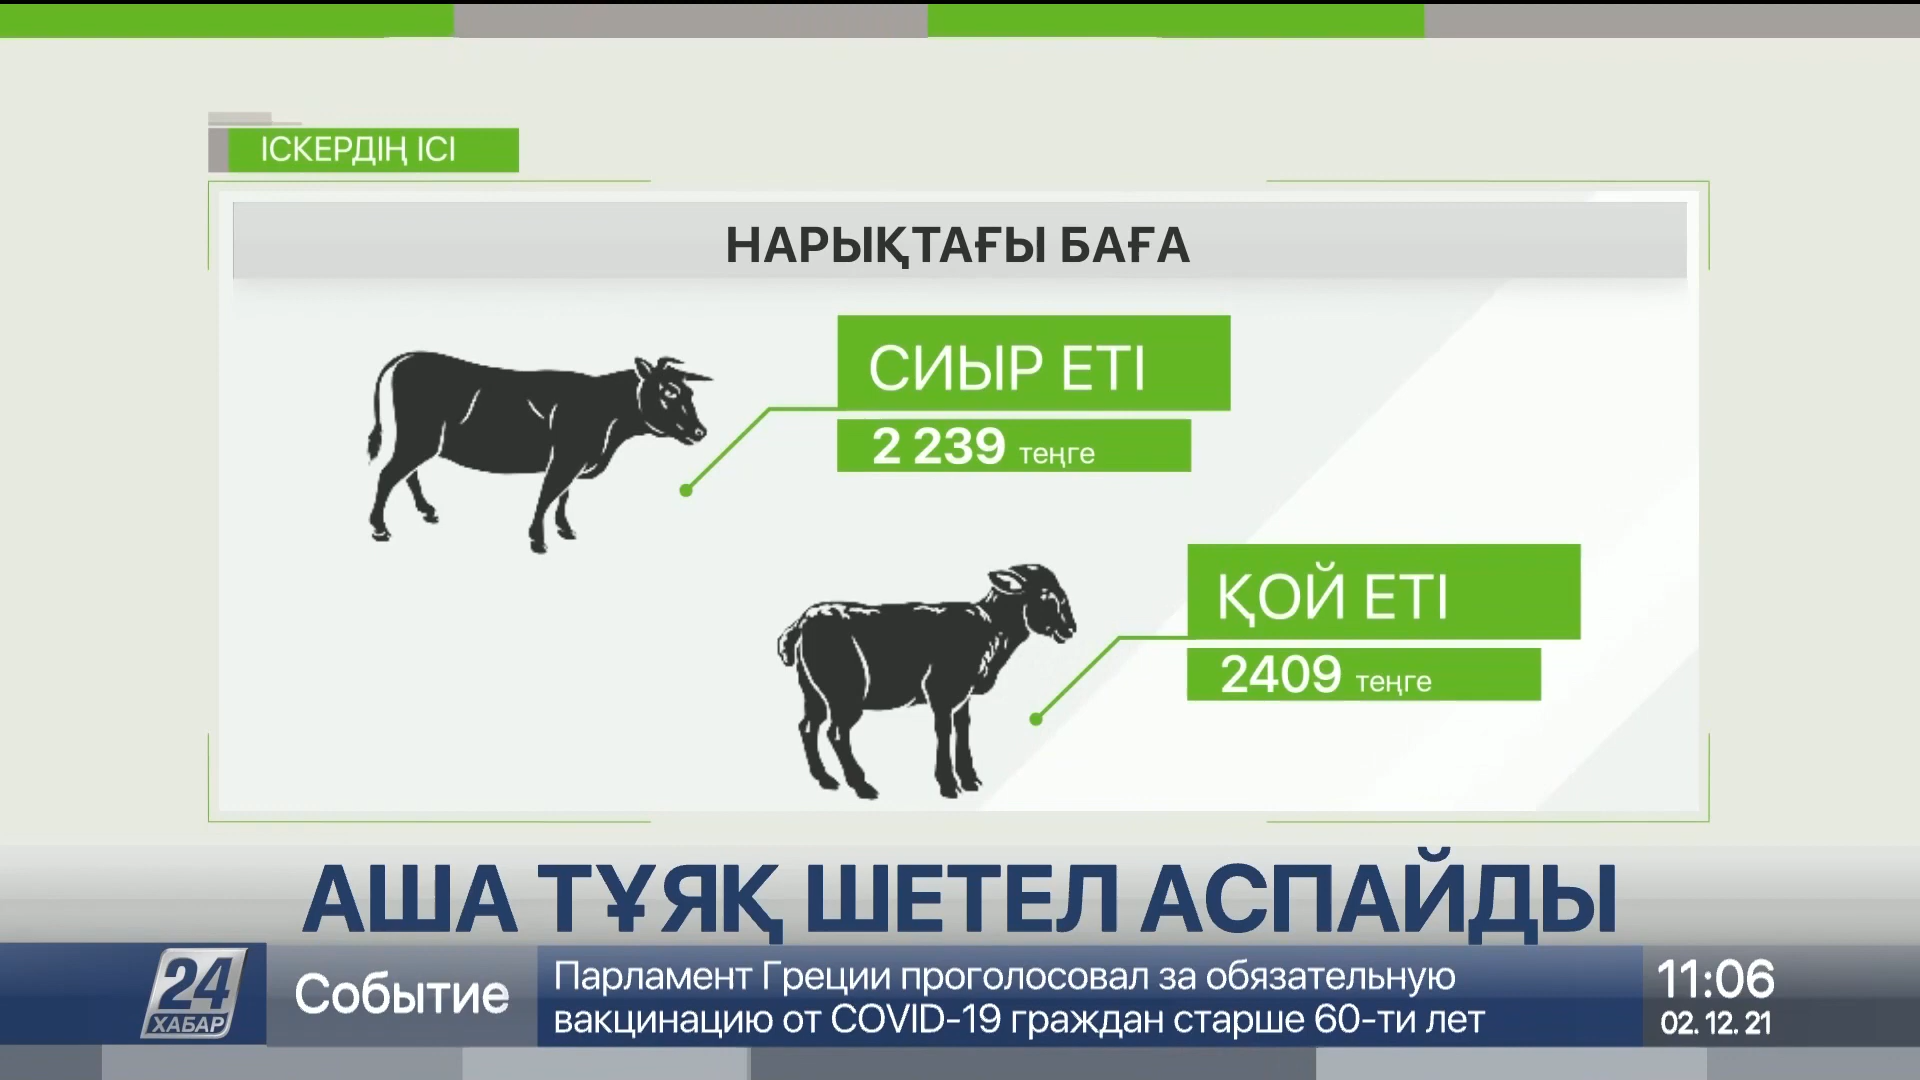 ІСКЕРДІҢ ІСІ
НАРЫҚТАҒЫ БАҒА
СИЫР ЕТІ
2 239 теңге
ҚОЙ ЕТІ
2409 теңге
АША ТҰЯҚ ШЕТЕЛ АСПАЙДЫ
24
ХАБАР
Событие
Парламент Греции проголосовал за обязательную
вакцинацию от COVID-19 граждан старше 60-ти лет
11:06
02. 12. 21